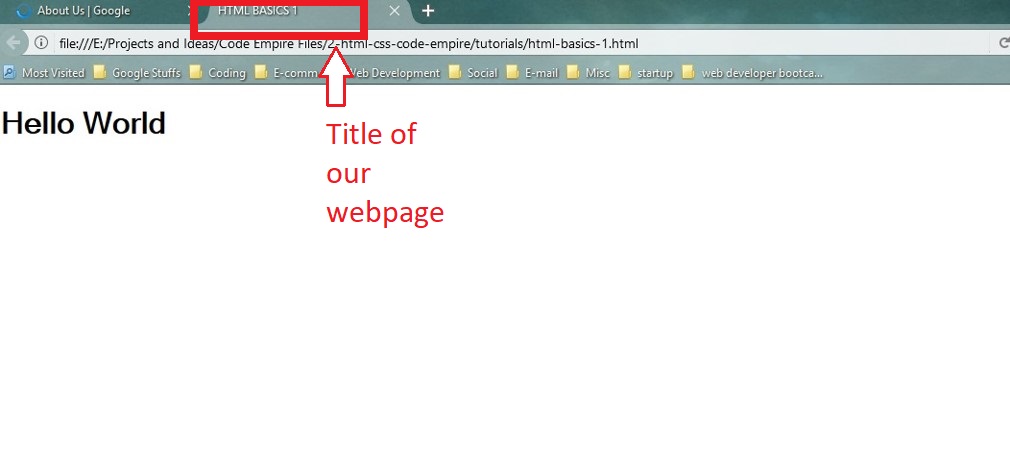 About Us | Google
HTML BASICS 1
file:///E:/Projects and Ideas/Code Empire Files/2-html-css-code-empire/tutorials/html-basics-1.html
Most Visited Google Stuffs Coding E-comm Web Development Social E-mail Misc startup web developer bootca...
Hello World
Title of
our
webpage